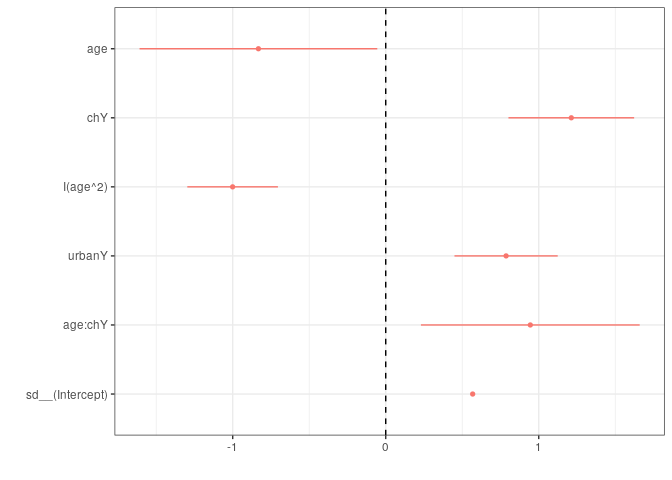 age
chY
I(age^2)
urbanY
age:chY
sd__(Intercept)
-1 0 1